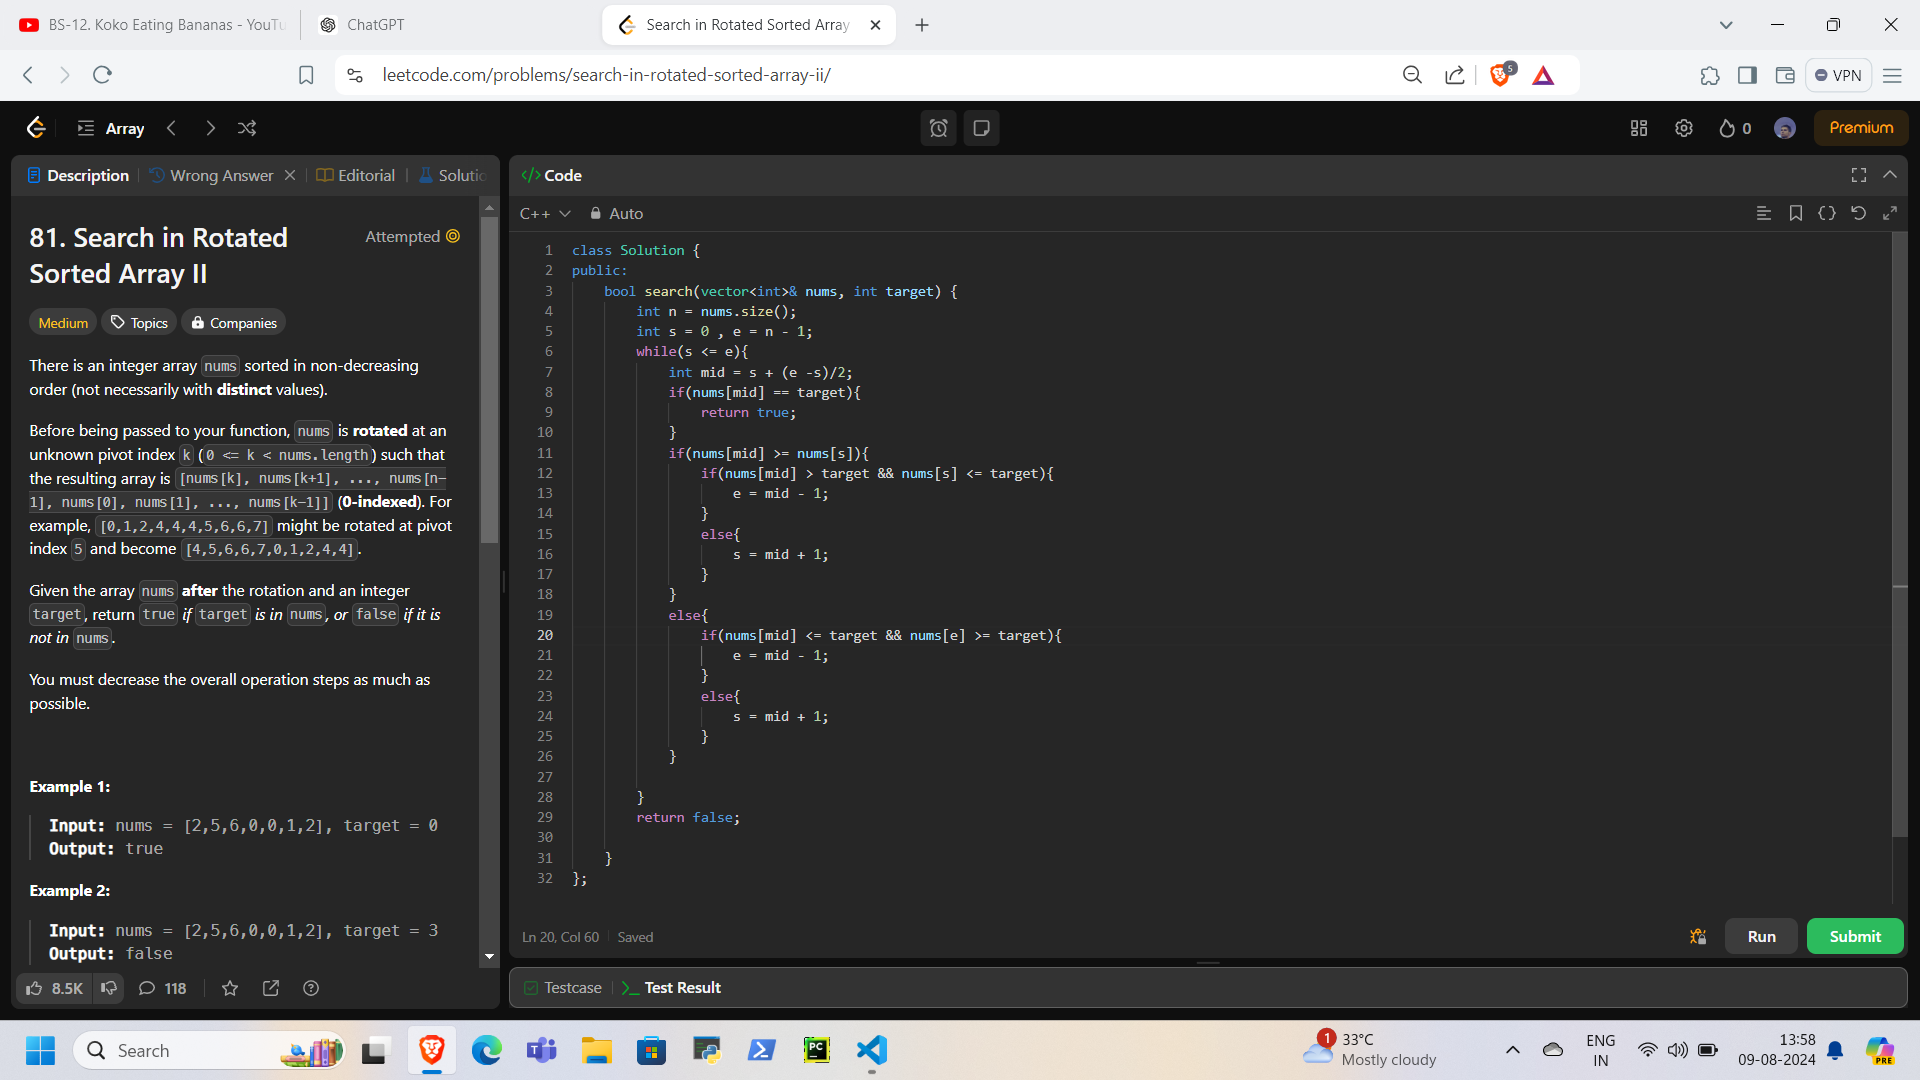 BS-12. Koko Eating Bananas - YouTu
ChatGPT
Search in Rotated Sorted Array
leetcode.com/problems/search-in-rotated-sorted-array-ii/
5
VPN
Array
0
Premium
Description
Wrong Answer
Editorial
Solutio
</> Code
C++
Auto
81. Search in Rotated
Sorted Array II
Attempted
Medium
Topics
Companies
There is an integer array nums sorted in non-decreasing
order (not necessarily with distinct values).
Before being passed to your function, nums is rotated at an
unknown pivot index k (0 <= k < nums.length) such that
the resulting array is [nums[k], nums[k+1], ..., nums[n-
1], nums[0], nums[1], ..., nums[k-1]] (0-indexed). For
example, [0,1,2,4,4,4,5,6,6,7] might be rotated at pivot
index 5 and become [4,5,6,6,7,0,1,2,4,4].
Given the array nums after the rotation and an integer
target, return true if target is in nums, or false if it is
not in nums.
You must decrease the overall operation steps as much as
possible.
Example 1:
Input: nums = [2,5,6,0,0,1,2], target = 0
Output: true
Example 2:
Input: nums = [2,5,6,0,0,1,2], target = 3
Output: false
8.5K
118
1 class Solution {
2 public:
3 bool search(vector<int>& nums, int target) {
4 int n = nums.size();
5 int s = 0 , e = n - 1;
6 while(s <= e){
7 int mid = s + (e -s)/2;
8 if(nums[mid] == target){
9 return true;
10 }
11 if(nums[mid] >= nums[s]){
12 if(nums[mid] > target && nums[s] <= target){
13 e = mid - 1;
14 }
15 else{
16 s = mid + 1;
17 }
18 }
19 else{
20 if(nums[mid] <= target && nums[e] >= target){
21 e = mid - 1;
22 }
23 else{
24 s = mid + 1;
25 }
26 }
27
28 }
29 return false;
30
31 }
32 };
Ln 20, Col 60
Saved
Run
Submit
Testcase
Test Result
Search
PC
1
33°C
Mostly cloudy
ENG
IN
13:58
09-08-2024
PRE